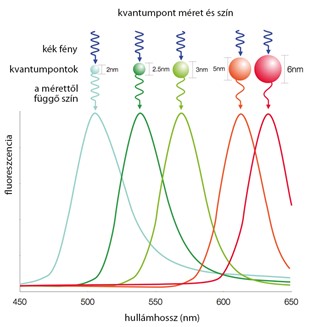 kvantumpont méret és szín
kék fény
kvantumpontok
2nm
2.5nm
3nm
5nm
6nm
a mérettől
függő szín
fluoreszcencia
450
500
550
600
650
hullámhossz (nm)